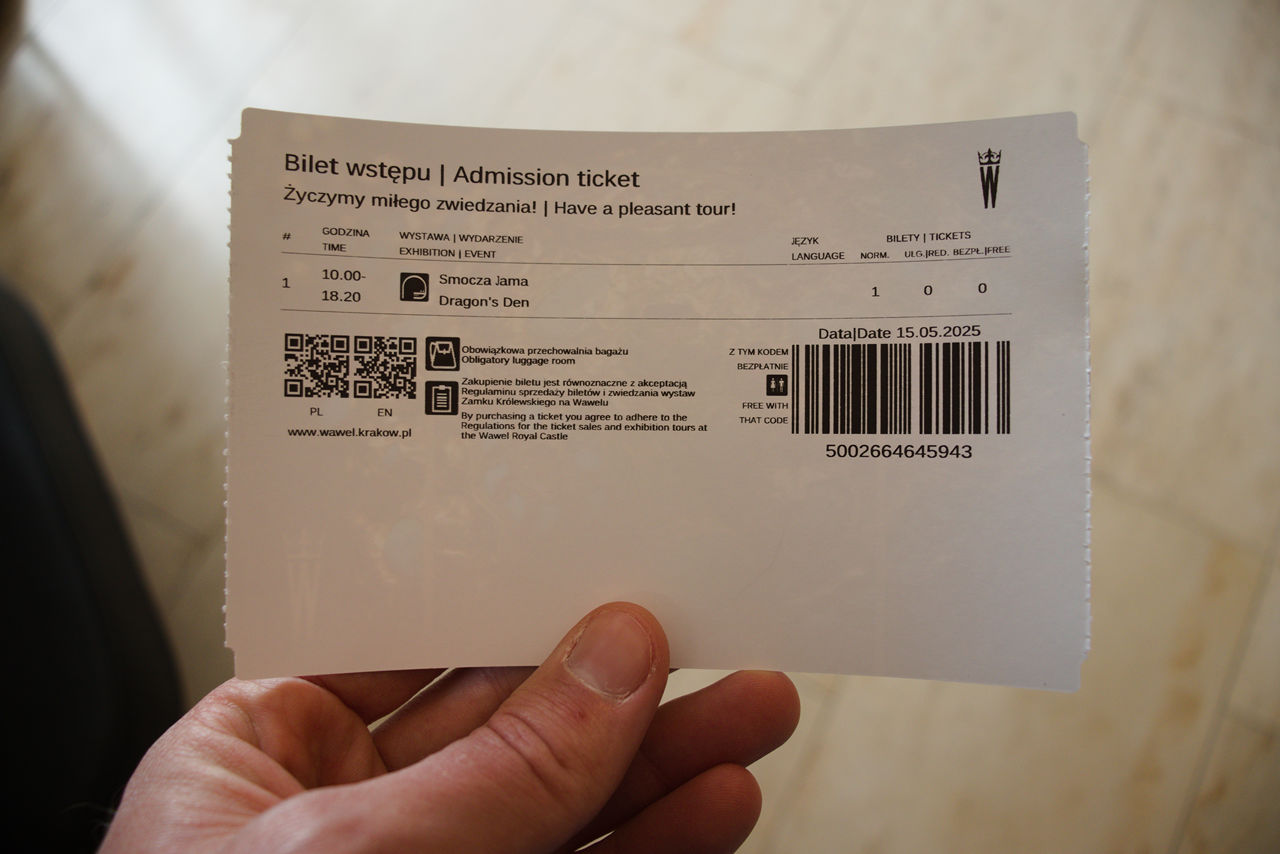 Bilet wstępu | Admission ticket
Życzymy miłego zwiedzania! | Have a pleasant tour!
W
# GODZINA WYSTAWA | WYDARZENIE JĘZYK BILETY | TICKETS
TIME EXHIBITION | EVENT LANGUAGE NORM. ULG.|RED. BEZPŁ.|FREE
1 10.00- Smocza Jama 1 0 0
18.20 Dragon's Den
Data|Date 15.05.2025
PL EN
www.wawel.krakow.pl
Obowiązkowa przechowalnia bagażu
Obligatory luggage room
Zakupienie biletu jest równoznaczne z akceptacją
Regulaminu sprzedaży biletów i zwiedzania wystaw
Zamku Królewskiego na Wawelu
By purchasing a ticket you agree to adhere to the
Regulations for the ticket sales and exhibition tours at
the Wawel Royal Castle
Z TYM KODEM
BEZPŁATNIE
FREE WITH
THAT CODE
5002664645943